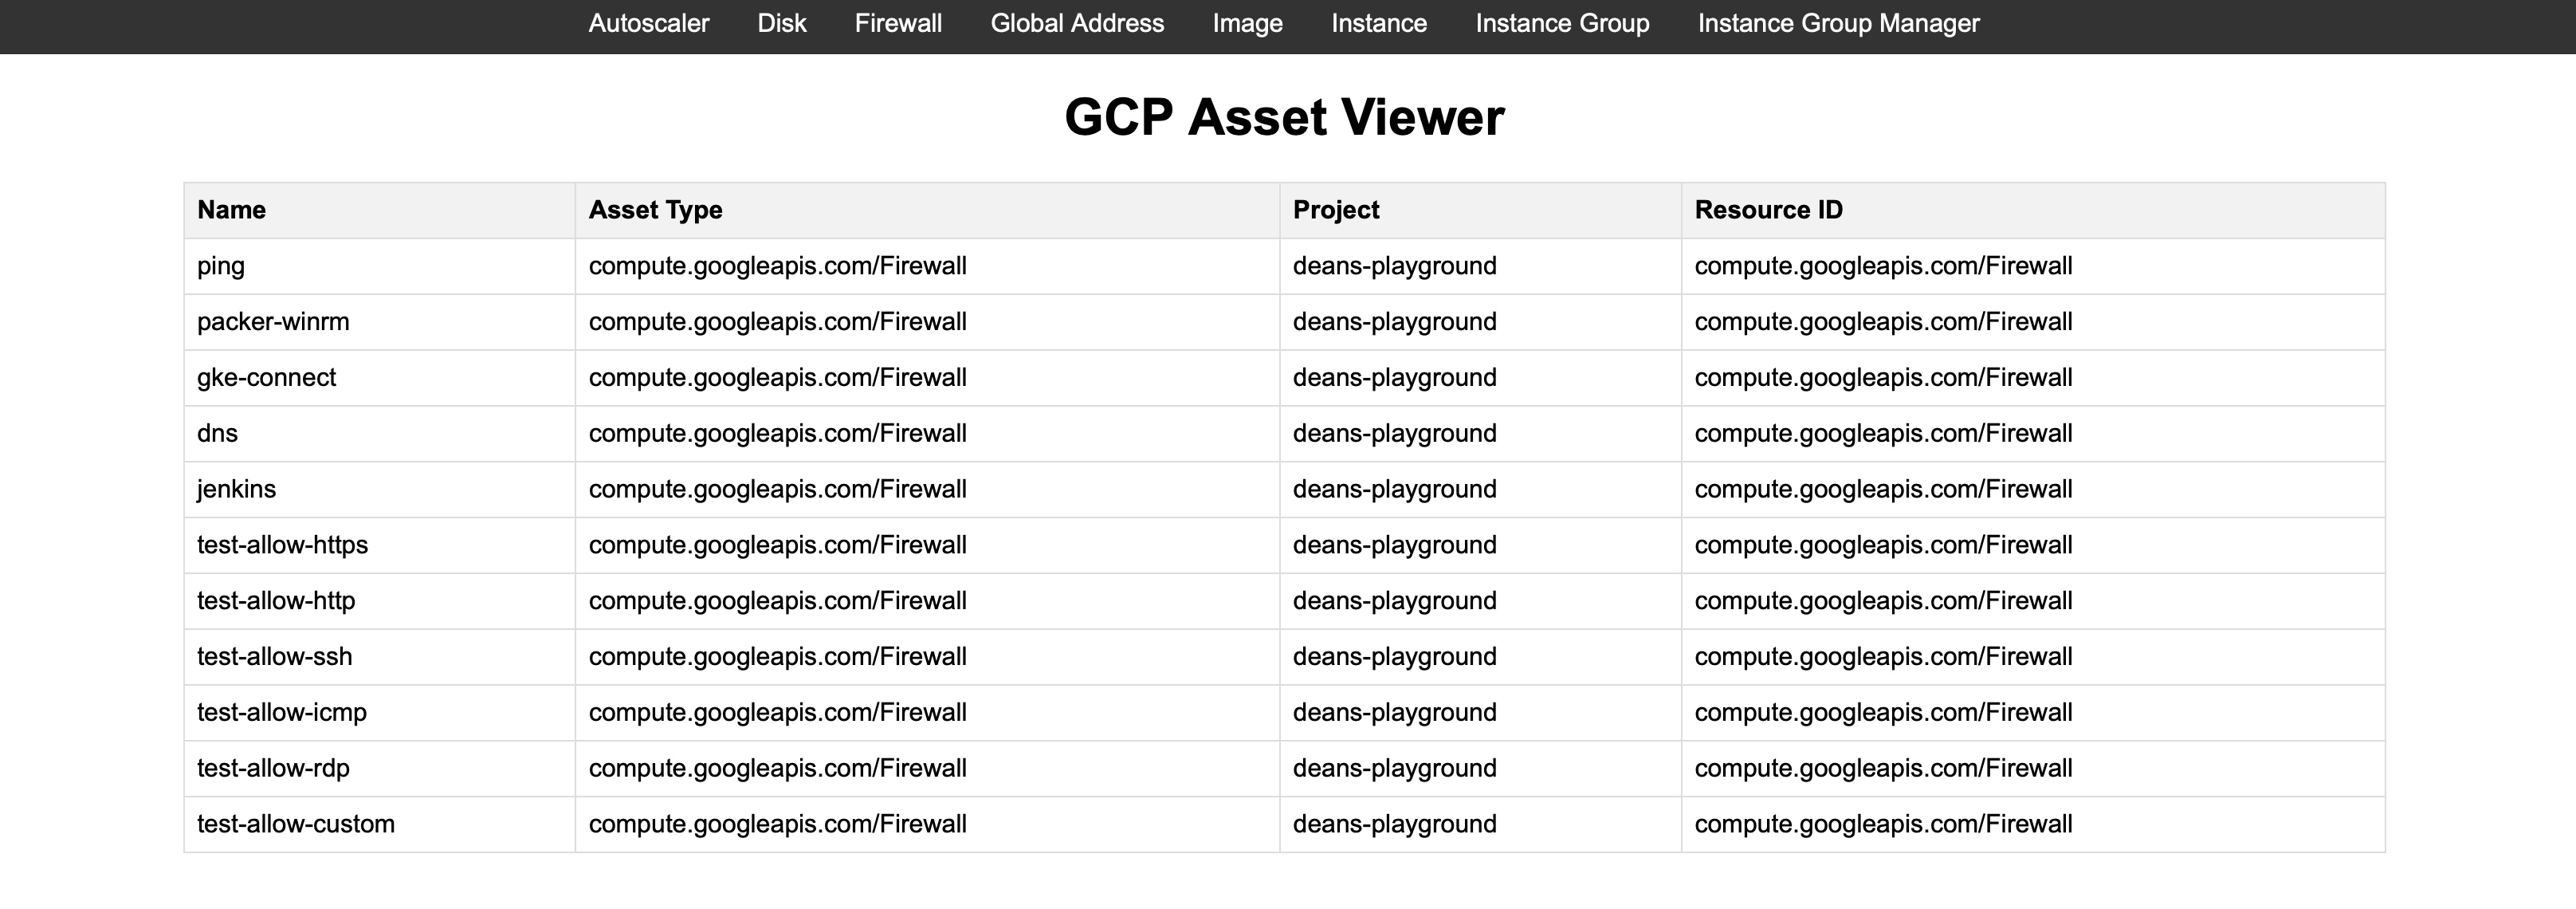 Autoscaler Disk Firewall Global Address Image Instance Instance Group Instance Group Manager
GCP Asset Viewer
Name Asset Type Project Resource ID
ping compute.googleapis.com/Firewall deans-playground compute.googleapis.com/Firewall
packer-winrm compute.googleapis.com/Firewall deans-playground compute.googleapis.com/Firewall
gke-connect compute.googleapis.com/Firewall deans-playground compute.googleapis.com/Firewall
dns compute.googleapis.com/Firewall deans-playground compute.googleapis.com/Firewall
jenkins compute.googleapis.com/Firewall deans-playground compute.googleapis.com/Firewall
test-allow-https compute.googleapis.com/Firewall deans-playground compute.googleapis.com/Firewall
test-allow-http compute.googleapis.com/Firewall deans-playground compute.googleapis.com/Firewall
test-allow-ssh compute.googleapis.com/Firewall deans-playground compute.googleapis.com/Firewall
test-allow-icmp compute.googleapis.com/Firewall deans-playground compute.googleapis.com/Firewall
test-allow-rdp compute.googleapis.com/Firewall deans-playground compute.googleapis.com/Firewall
test-allow-custom compute.googleapis.com/Firewall deans-playground compute.googleapis.com/Firewall